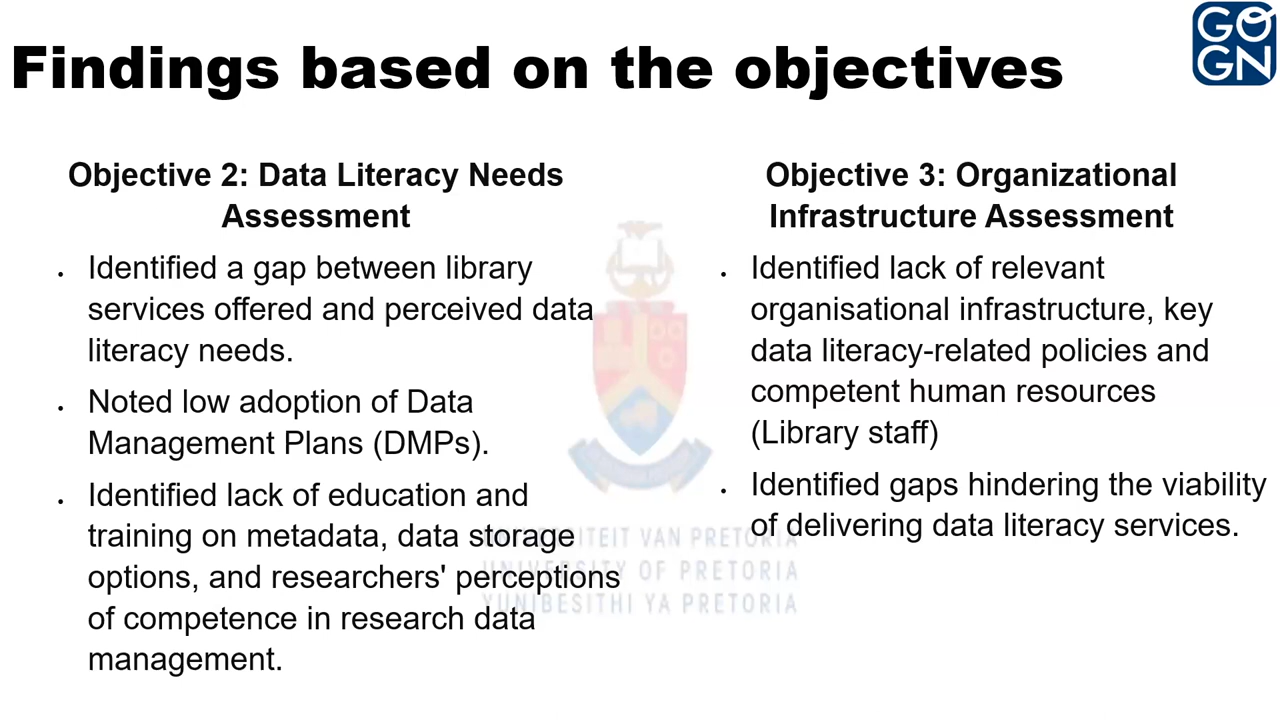 Findings based on the objectives
GO
GN
Objective 2: Data Literacy Needs
Assessment
Identified a gap between library
services offered and perceived data
literacy needs.
Noted low adoption of Data
Management Plans (DMPs).
Identified lack of education and
training on metadata, data storage
options, and researchers' perceptions
of competence in research data
management.
Objective 3: Organizational
Infrastructure Assessment
Identified lack of relevant
organisational infrastructure, key
data literacy-related policies and
competent human resources
(Library staff)
Identified gaps hindering the viability
of delivering data literacy services.
UNIVERSITEIT VAN PRETORIA
UNIVERSITY OF PRETORIA
YUNIBESITHI YA PRETORIA